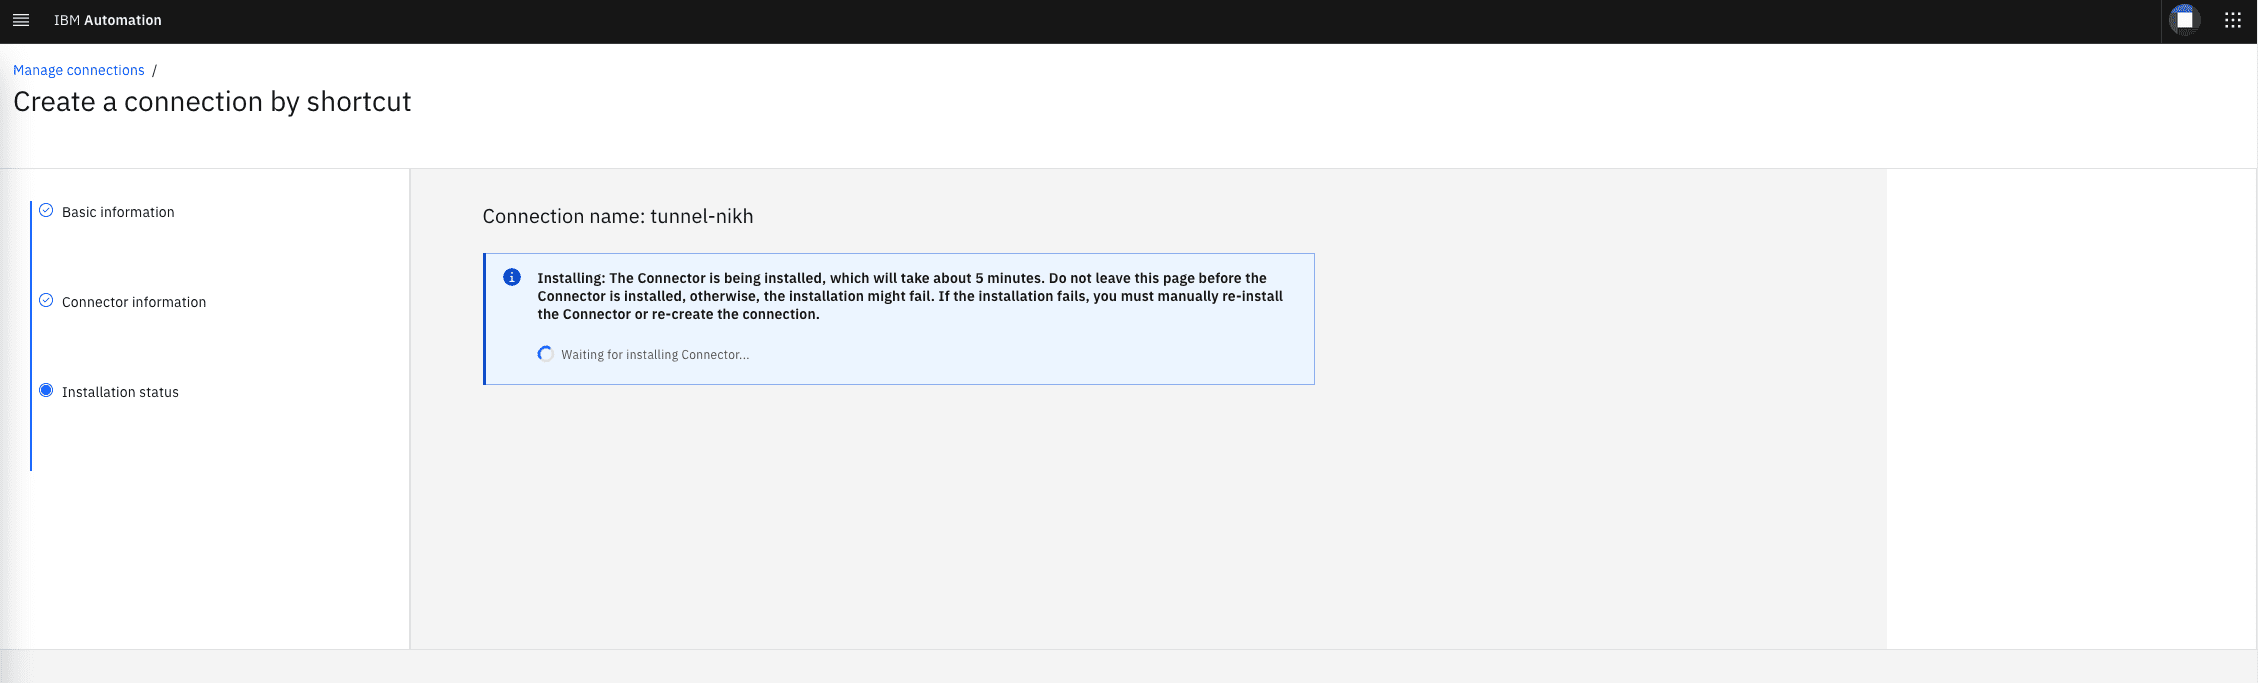 IBM Automation
Manage connections /
Create a connection by shortcut
Basic information
Connector information
Installation status
Connection name: tunnel-nikh
Installing: The Connector is being installed, which will take about 5 minutes. Do not leave this page before the
Connector is installed, otherwise, the installation might fail. If the installation fails, you must manually re-install
the Connector or re-create the connection.
Waiting for installing Connector...